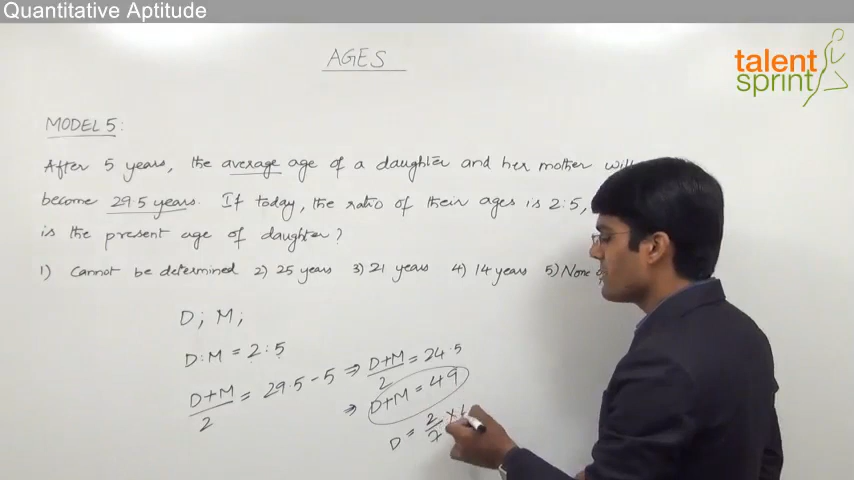 Quantitative Aptitude
talent
sprint
AGES
MODEL 5:
After 5 years, the average age of a daughter and her mother will
become 29.5 years. If today, the ratio of their ages is 2:5,
is the present age of daughter?
1) Cannot be determined 2) 25 years 3) 21 years 4) 14 years 5) None
D; M;
D:M = 2:5
D+M/2 = 29.5-5 ⇒ D+M/2 = 24.5
⇒ D+M = 49
D = 2/7 ×